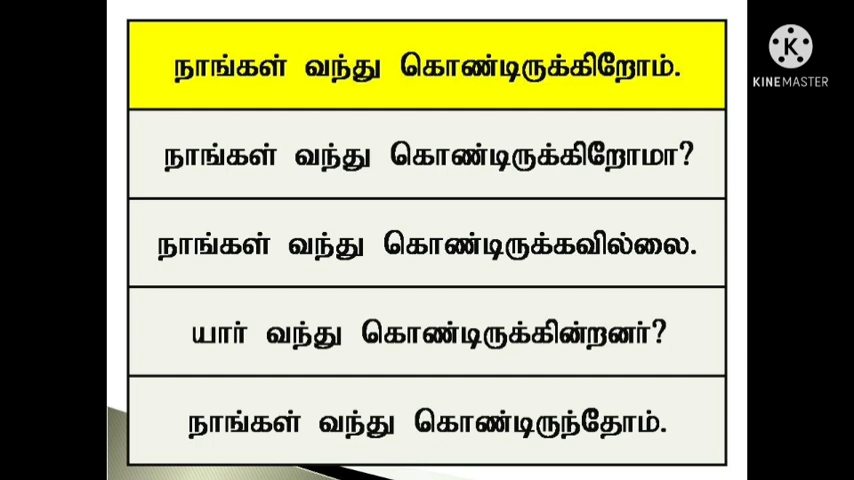 நாங்கள் வந்து கொண்டிருக்கிறோம்.
நாங்கள் வந்து கொண்டிருக்கிறோமா?
நாங்கள் வந்து கொண்டிருக்கவில்லை.
யார் வந்து கொண்டிருக்கின்றனர்?
நாங்கள் வந்து கொண்டிருந்தோம்.
K
KINEMASTER